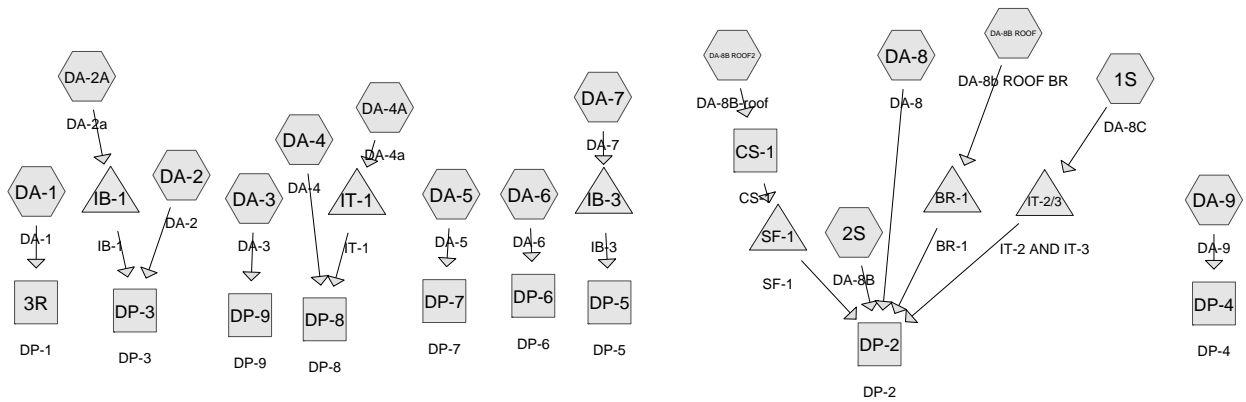 DA-2A
DA-2a
DA-1
DA-1
3R
DP-1
IB-1
IB-1
DA-2
DA-2
DP-3
DP-3
DA-3
DA-3
DP-9
DP-9
DA-4
DA-4
DA-4A
DA-4a
IT-1
IT-1
DP-8
DP-8
DA-5
DA-5
DP-7
DP-7
DA-6
DA-6
DP-6
DP-6
DA-7
DA-7
IB-3
IB-3
DP-5
DP-5
DA-8B ROOF2
DA-8B-roof
CS-1
CS-1
SF-1
SF-1
2S
DA-8B
DA-8
DA-8
DA-8B ROOF
DA-8b ROOF BR
BR-1
BR-1
1S
DA-8C
IT-2/3
IT-2 AND IT-3
DP-2
DP-2
DA-9
DA-9
DP-4
DP-4